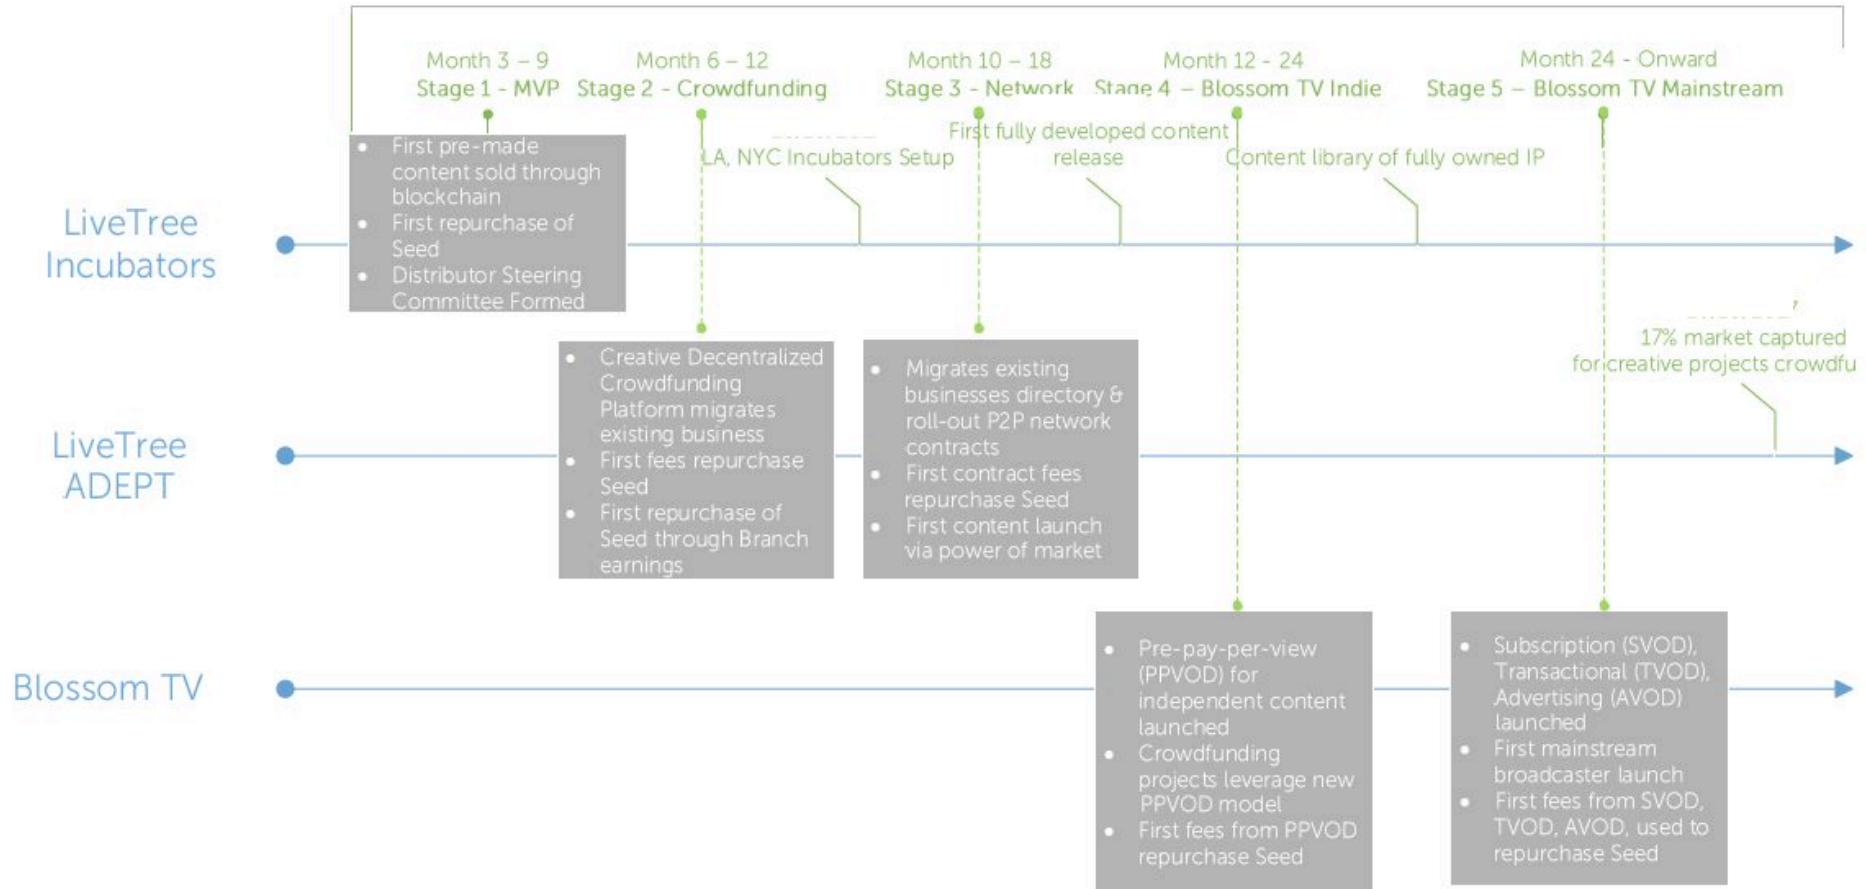 Month 3 – 9
Stage 1 - MVP
Month 6 – 12
Stage 2 - Crowdfunding
Month 10 – 18
Stage 3 - Network
Month 12 - 24
Stage 4 – Blossom TV Indie
Month 24 - Onward
Stage 5 – Blossom TV Mainstream
LA, NYC Incubators Setup
First fully developed content
release
Content library of fully owned IP
LiveTree
Incubators
• First pre-made
content sold through
blockchain
• First repurchase of
Seed
• Distributor Steering
Committee Formed
17% market captured
for creative projects crowdfu
LiveTree
ADEPT
• Creative Decentralized
Crowdfunding
Platform migrates
existing business
• First fees repurchase
Seed
• First repurchase of
Seed through Branch
earnings
• Migrates existing
businesses directory &
roll-out P2P network
contracts
• First contract fees
repurchase Seed
• First content launch
via power of market
Blossom TV
• Pre-pay-per-view
(PPVOD) for
independent content
launched
• Crowdfunding
projects leverage new
PPVOD model
• First fees from PPVOD
repurchase Seed
• Subscription (SVOD),
Transactional (TVOD),
Advertising (AVOD)
launched
• First mainstream
broadcaster launch
• First fees from SVOD,
TVOD, AVOD, used to
repurchase Seed